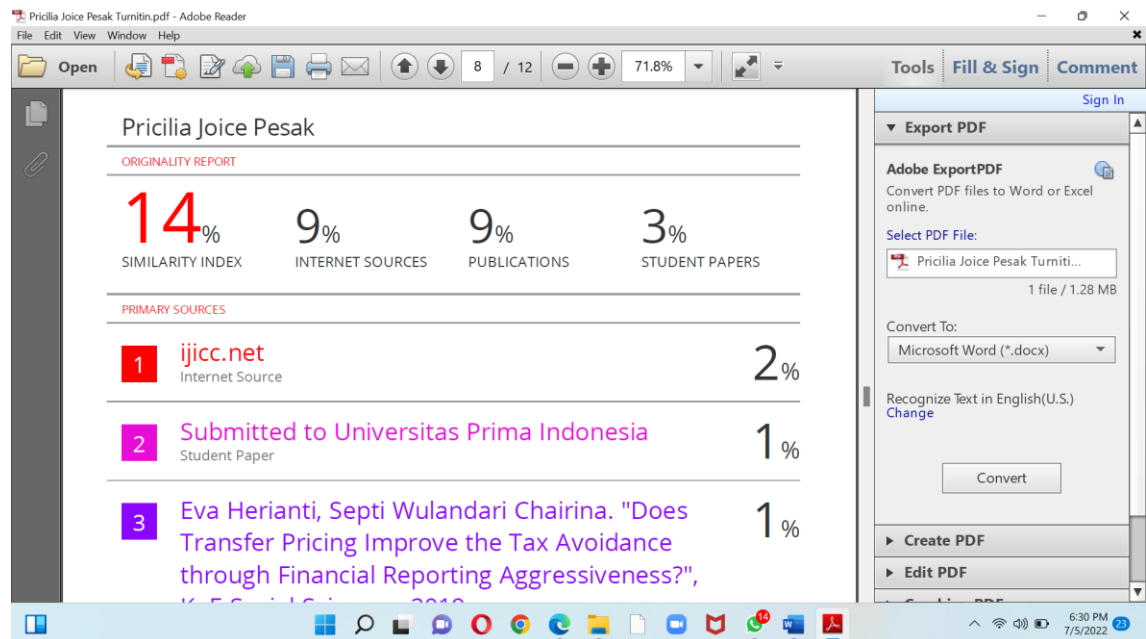 Pricilia Joice Pesak Turnitin.pdf - Adobe Reader
File Edit View Window Help
Open 8 / 12 71.8% Tools Fill & Sign Comment
Sign In
Pricilia Joice Pesak
ORIGINALITY REPORT
14% 9% 9% 3%
SIMILARITY INDEX INTERNET SOURCES PUBLICATIONS STUDENT PAPERS
PRIMARY SOURCES
1 ijicc.net 2%
Internet Source
2 Submitted to Universitas Prima Indonesia 1%
Student Paper
3 Eva Herianti, Septi Wulandari Chairina. "Does 1%
Transfer Pricing Improve the Tax Avoidance
through Financial Reporting Aggressiveness?",
Export PDF
Adobe ExportPDF
Convert PDF files to Word or Excel
online.
Select PDF File:
Pricilia Joice Pesak Turniti...
1 file / 1.28 MB
Convert To:
Microsoft Word (*.docx)
Recognize Text in English(U.S.)
Change
Convert
Create PDF
Edit PDF
14
6:30 PM
7/5/2022
23